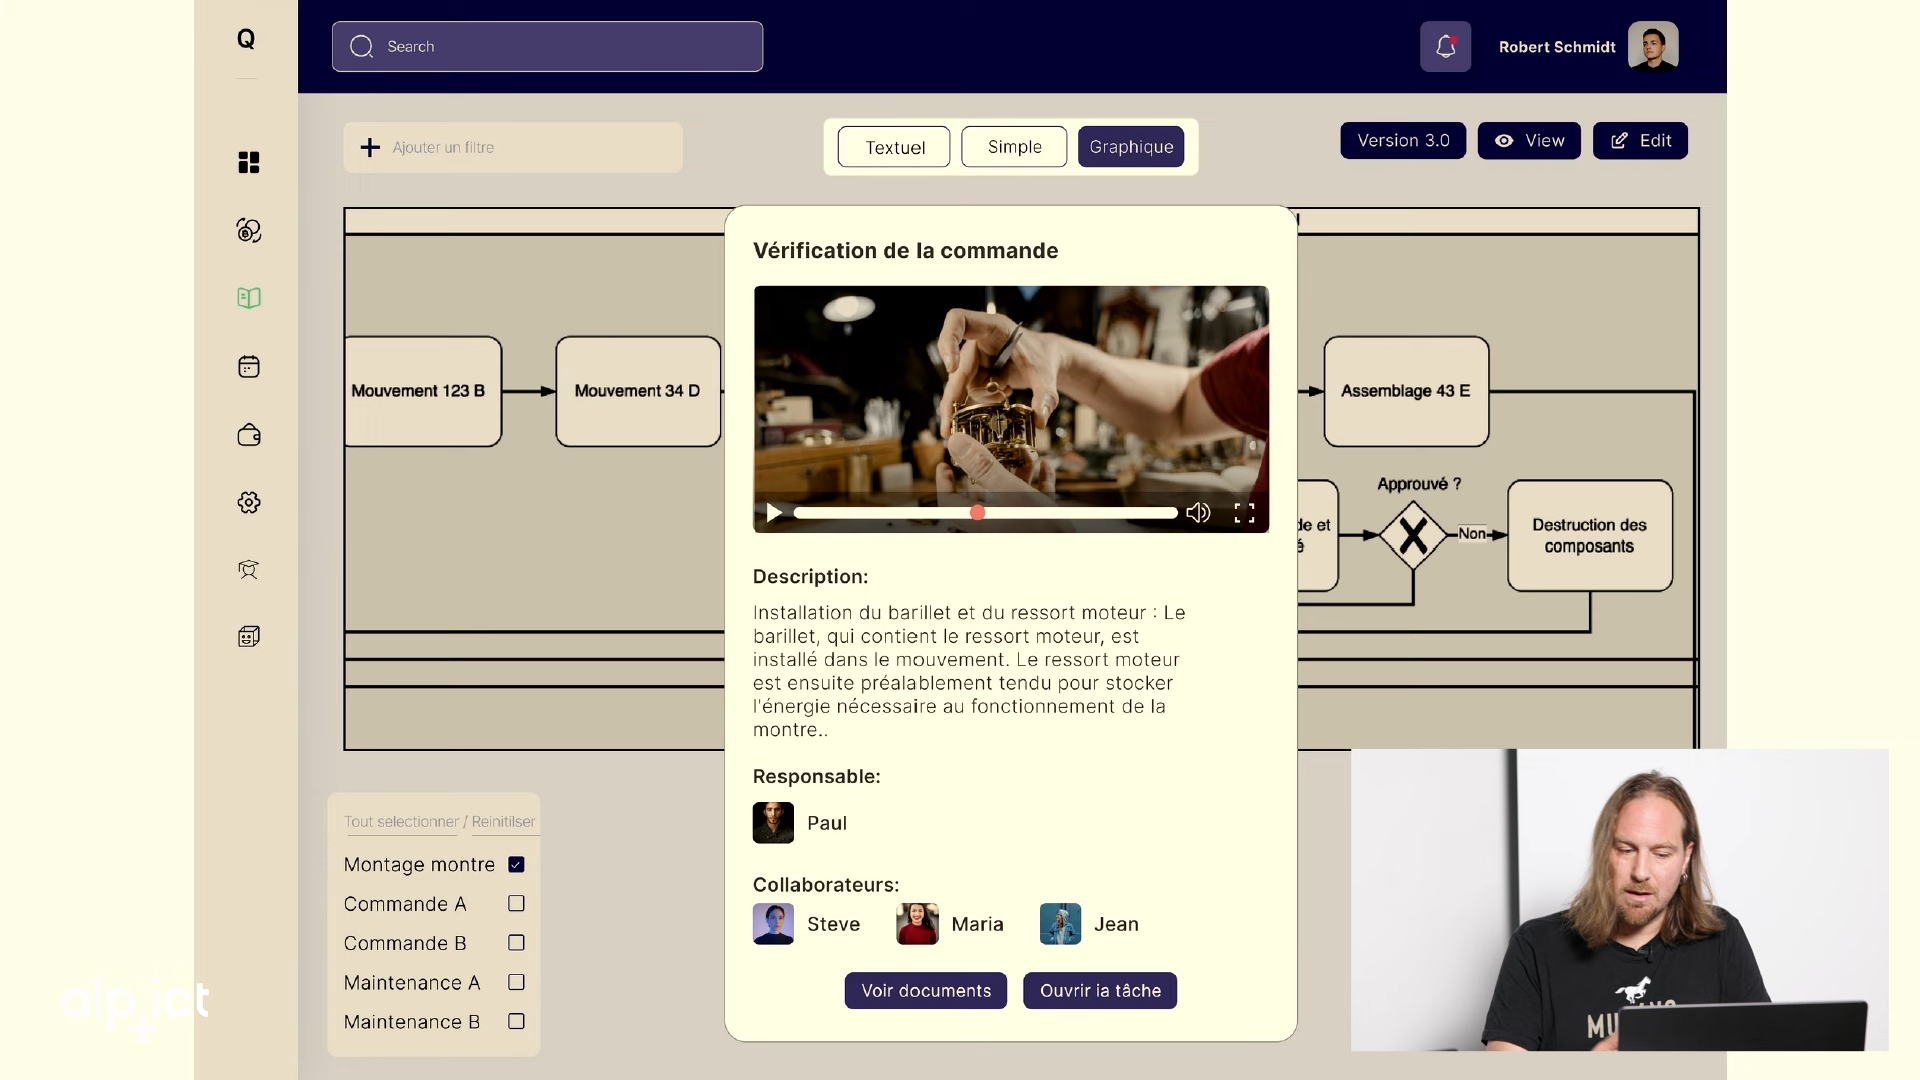 Q
Search
Robert Schmidt
Ajouter un filtre
Textuel
Simple
Graphique
Version 3.0
View
Edit
Mouvement 123 B
Mouvement 34 D
Assemblage 43 E
Approuvé ?
de et
é
Non
Destruction des
composants
Vérification de la commande
Description:
Installation du barillet et du ressort moteur : Le
barillet, qui contient le ressort moteur, est
installé dans le mouvement. Le ressort moteur
est ensuite préalablement tendu pour stocker
l'énergie nécessaire au fonctionnement de la
montre..
Responsable:
Paul
Collaborateurs:
Steve
Maria
Jean
Voir documents
Ouvrir la tâche
Tout selectionner / Reinitilser
Montage montre
Commande A
Commande B
Maintenance A
Maintenance B
alp ict
+